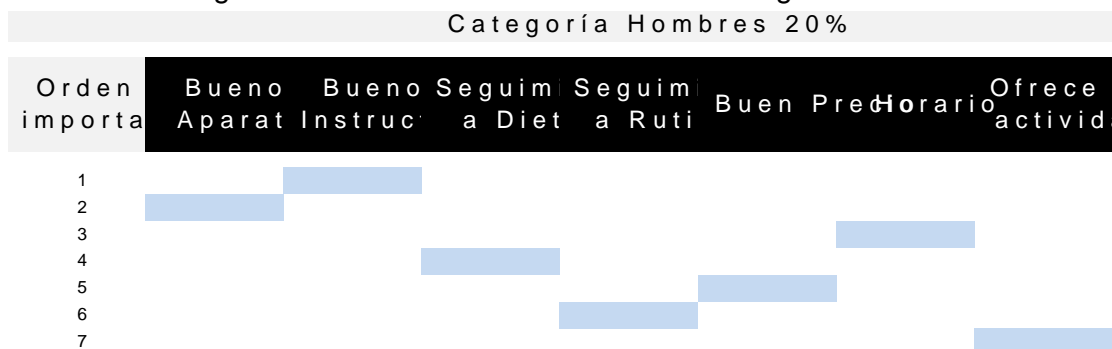 Categoría Hombres 20%
Orden Bueno Bueno Seguim Seguim Buen Precio Horario Ofrece
importa Aparat Instruc a Diet a Ruti activid
1
2
3
4
5
6
7